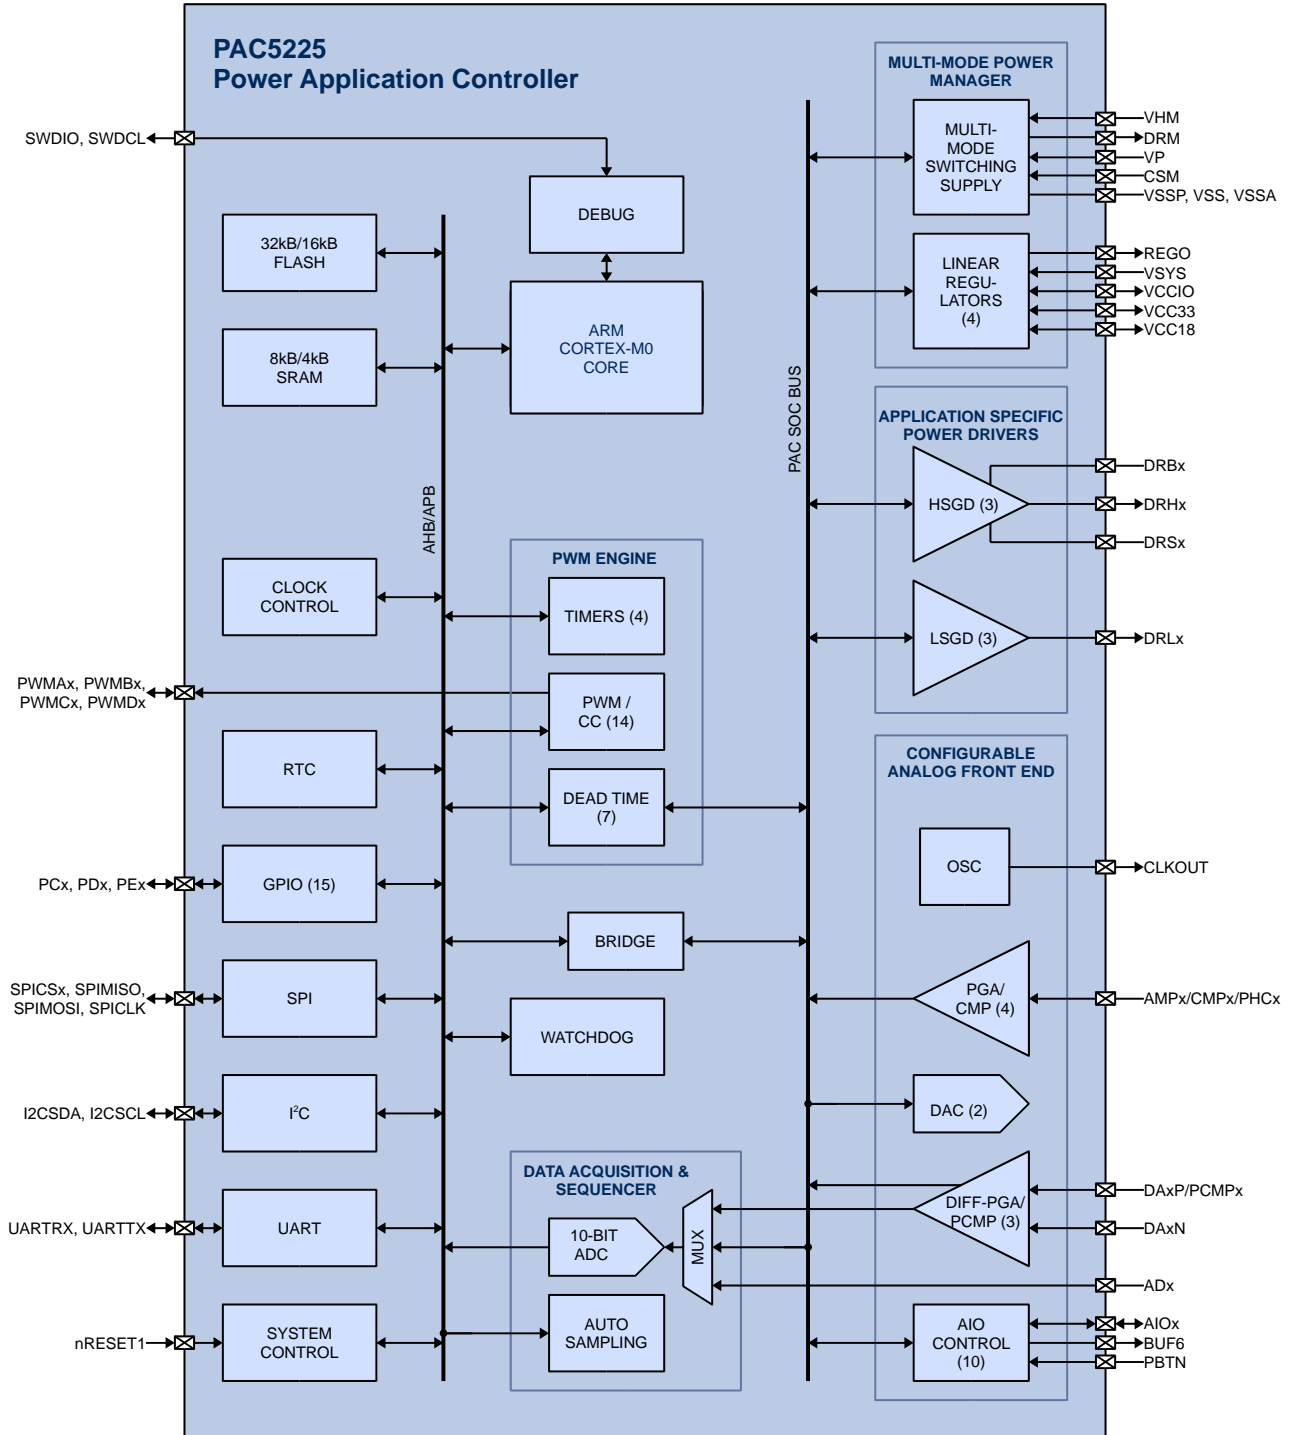 PAC5225
Power Application Controller
SWDIO, SWDCL
DEBUG
32kB/16kB
FLASH
ARM
CORTEX-M0
CORE
8kB/4kB
SRAM
AHB/APB
CLOCK
CONTROL
PWM ENGINE
TIMERS (4)
PWMAx, PWMBx,
PWMCx, PWMDx
PWM /
CC (14)
RTC
DEAD TIME
(7)
PCx, PDx, PEx
GPIO (15)
BRIDGE
SPICSx, SPIMISO,
SPIMOSI, SPICLK
SPI
WATCHDOG
I2CSDA, I2CSCL
I²C
DATA ACQUISITION &
SEQUENCER
UARTRX, UARTTX
UART
10-BIT
ADC
MUX
nRESET1
SYSTEM
CONTROL
AUTO
SAMPLING
PAC SOC BUS
MULTI-MODE POWER
MANAGER
MULTI-
MODE
SWITCHING
SUPPLY
VHM
DRM
VP
CSM
VSSP, VSS, VSSA
LINEAR
REGU-
LATORS
(4)
REGO
VSYS
VCCIO
VCC33
VCC18
APPLICATION SPECIFIC
POWER DRIVERS
HSGD (3)
DRBx
DRHx
DRSx
LSGD (3)
DRLx
CONFIGURABLE
ANALOG FRONT END
OSC
CLKOUT
PGA/
CMP (4)
AMPx/CMPx/PHCx
DAC (2)
DIFF-PGA/
PCMP (3)
DAxP/PCMPx
DAxN
ADx
AIO
CONTROL
(10)
AIOx
BUF6
PBTN